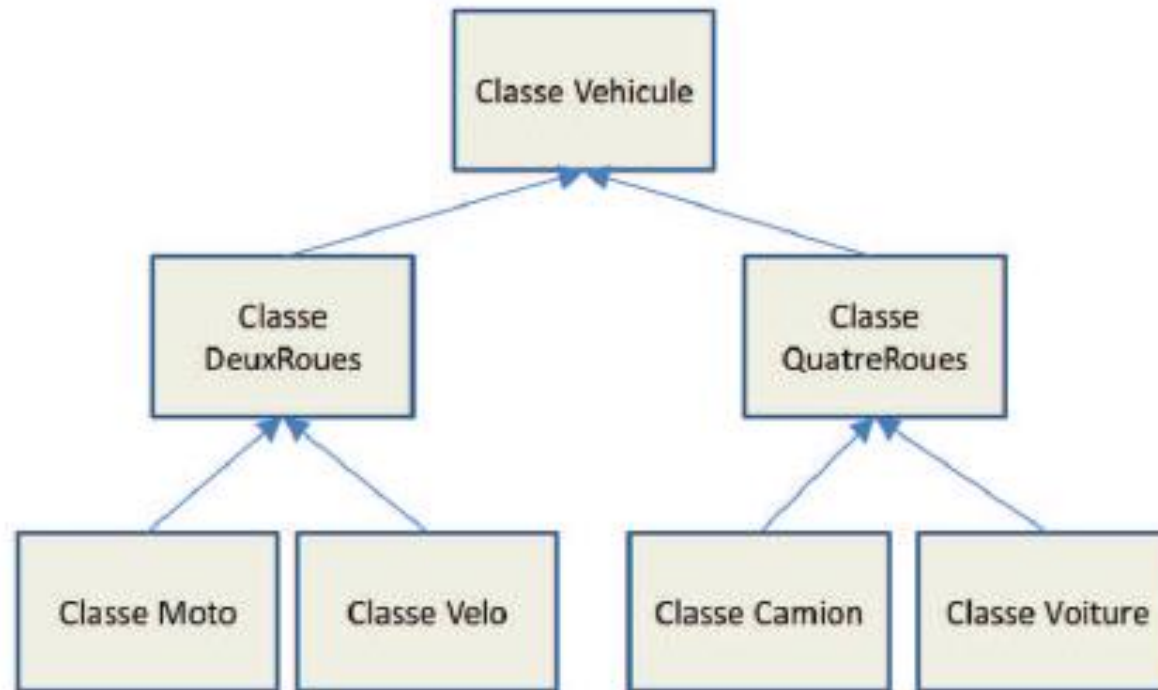 Classe Vehicule
Classe
DeuxRoues
Classe
QuatreRoues
Classe Moto
Classe Velo
Classe Camion
Classe Voiture